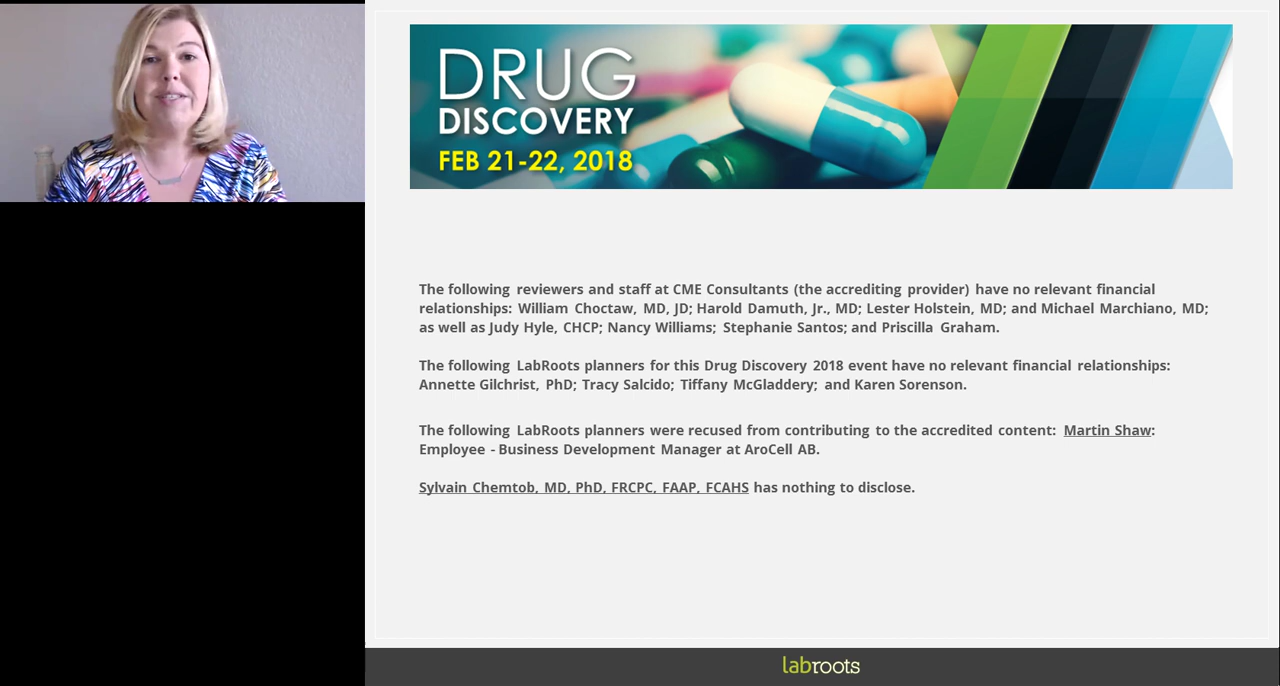 DRUG
DISCOVERY
FEB 21-22, 2018
The following reviewers and staff at CME Consultants (the accrediting provider) have no relevant financial
relationships: William Choctaw, MD, JD; Harold Damuth, Jr., MD; Lester Holstein, MD; and Michael Marchiano, MD;
as well as Judy Hyle, CHCP; Nancy Williams; Stephanie Santos; and Priscilla Graham.
The following LabRoots planners for this Drug Discovery 2018 event have no relevant financial relationships:
Annette Gilchrist, PhD; Tracy Salcido; Tiffany McGladdery; and Karen Sorenson.
The following LabRoots planners were recused from contributing to the accredited content: Martin Shaw:
Employee - Business Development Manager at AroCell AB.
Sylvain Chemtob, MD, PhD, FRCPC, FAAP, FCAHS has nothing to disclose.
labroots